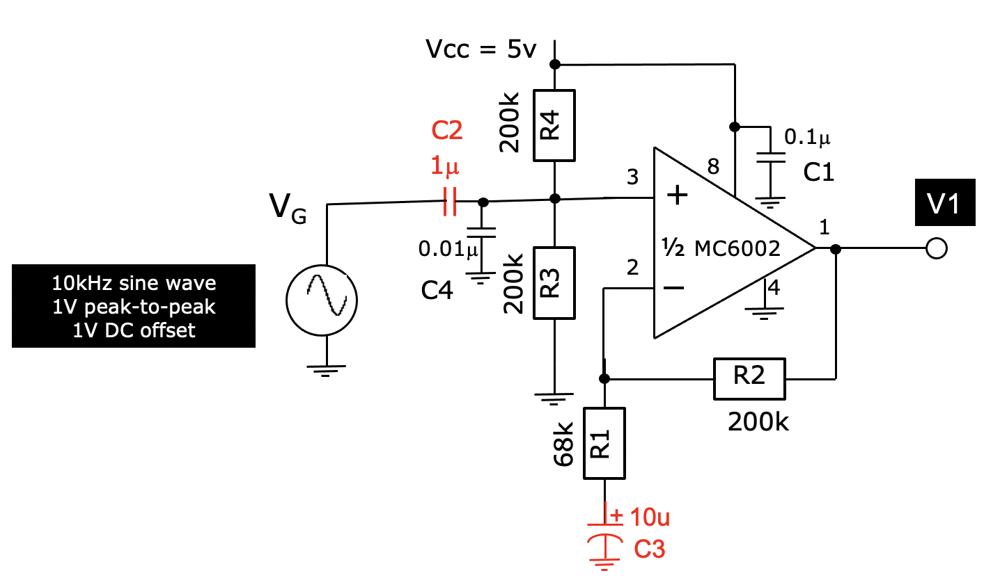 Vcc = 5v
200k
R4
C2
1μ
0.1μ
C1
8
3
+
V1
VG
1
½ MC6002
0.01μ
C4
200k
R3
2
−
4
10kHz sine wave
1V peak-to-peak
1V DC offset
R2
200k
68k
R1
+ 10u
C3